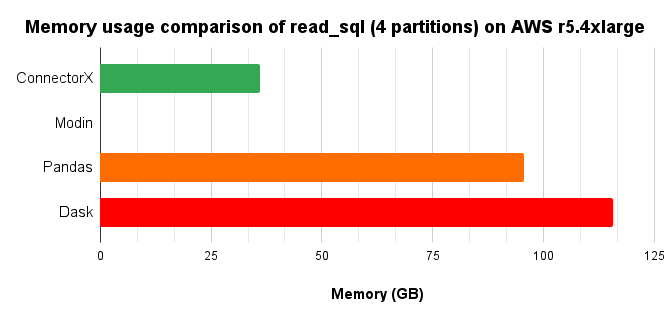 Memory usage comparison of read_sql (4 partitions) on AWS r5.4xlarge
ConnectorX
Modin
Pandas
Dask
0 25 50 75 100 125
Memory (GB)